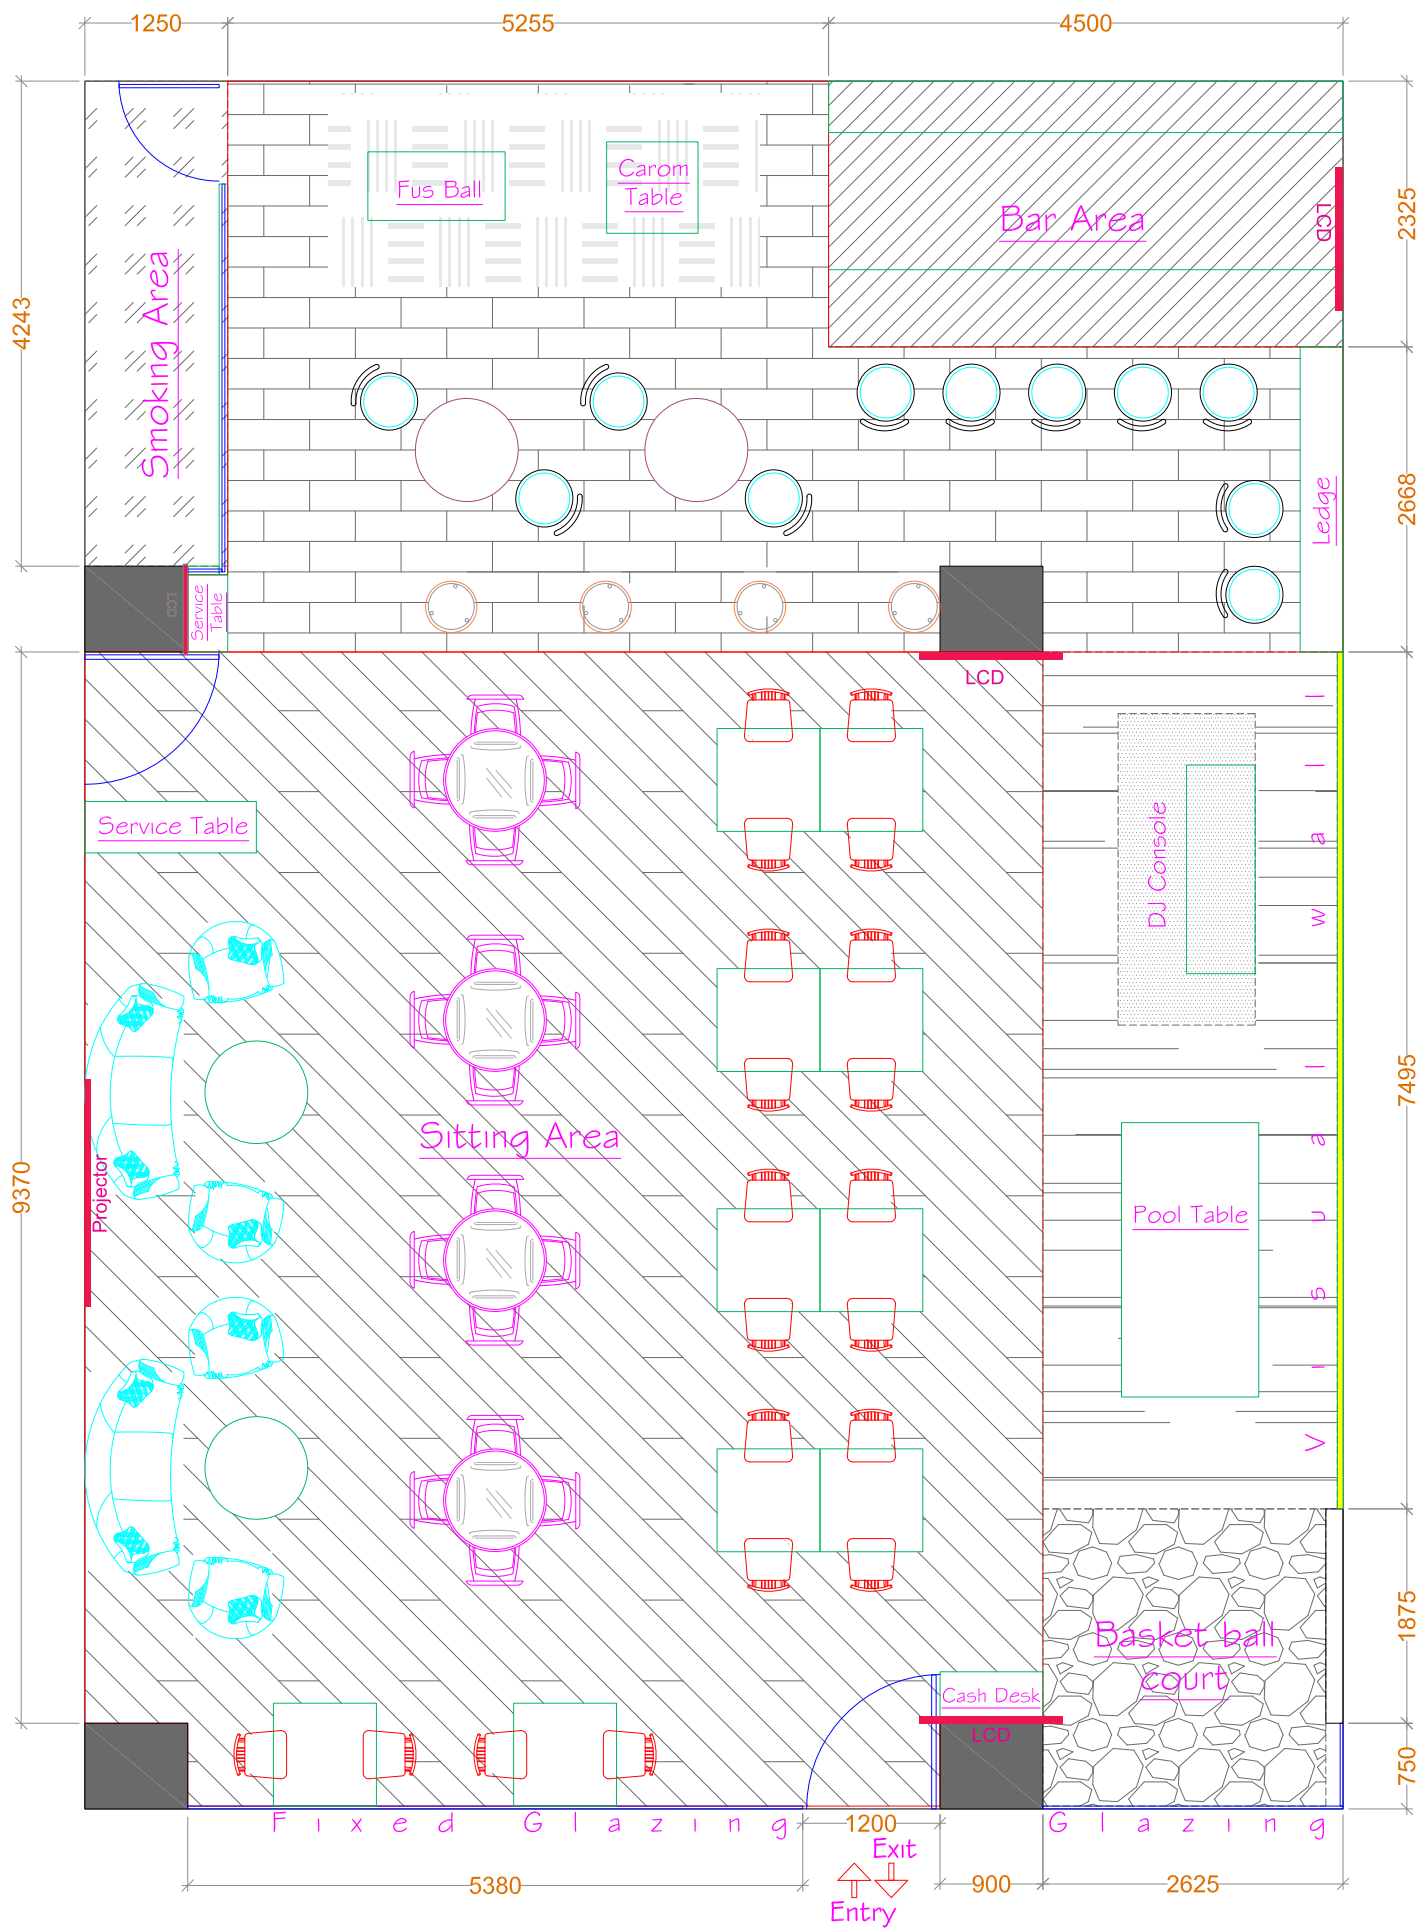 1250
5255
4500
Fus Ball
Carom
Table
Bar Area
LCD
2325
4243
Smoking Area
2668
Ledge
LCD
Service
Table
LCD
Service Table
DJ Console
Visual wall
7495
Sitting Area
9370
Projector
Pool Table
Basket ball
court
1875
Cash Desk
LCD
750
Fixed Glazing
1200
Glazing
Exit
5380
900
2625
Entry